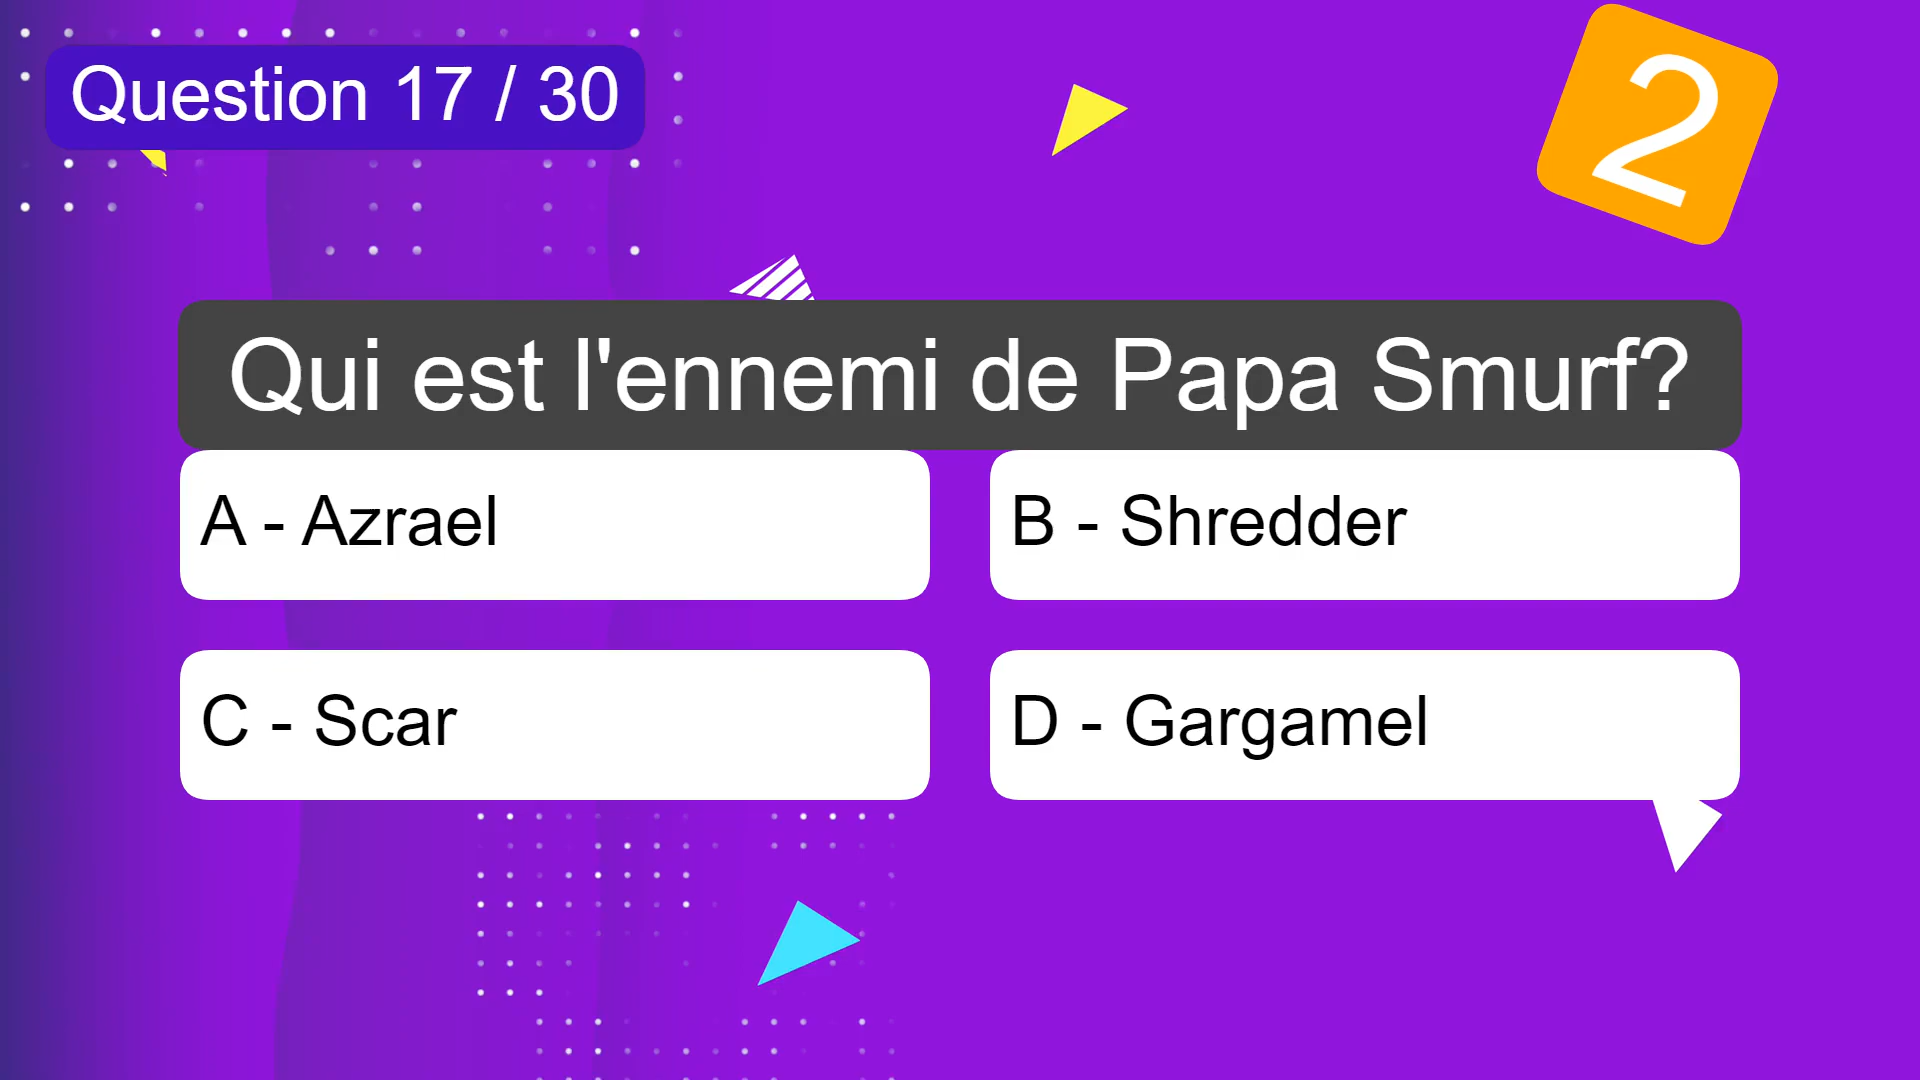 Question 17 / 30
2
Qui est l'ennemi de Papa Smurf?
A - Azrael
B - Shredder
C - Scar
D - Gargamel